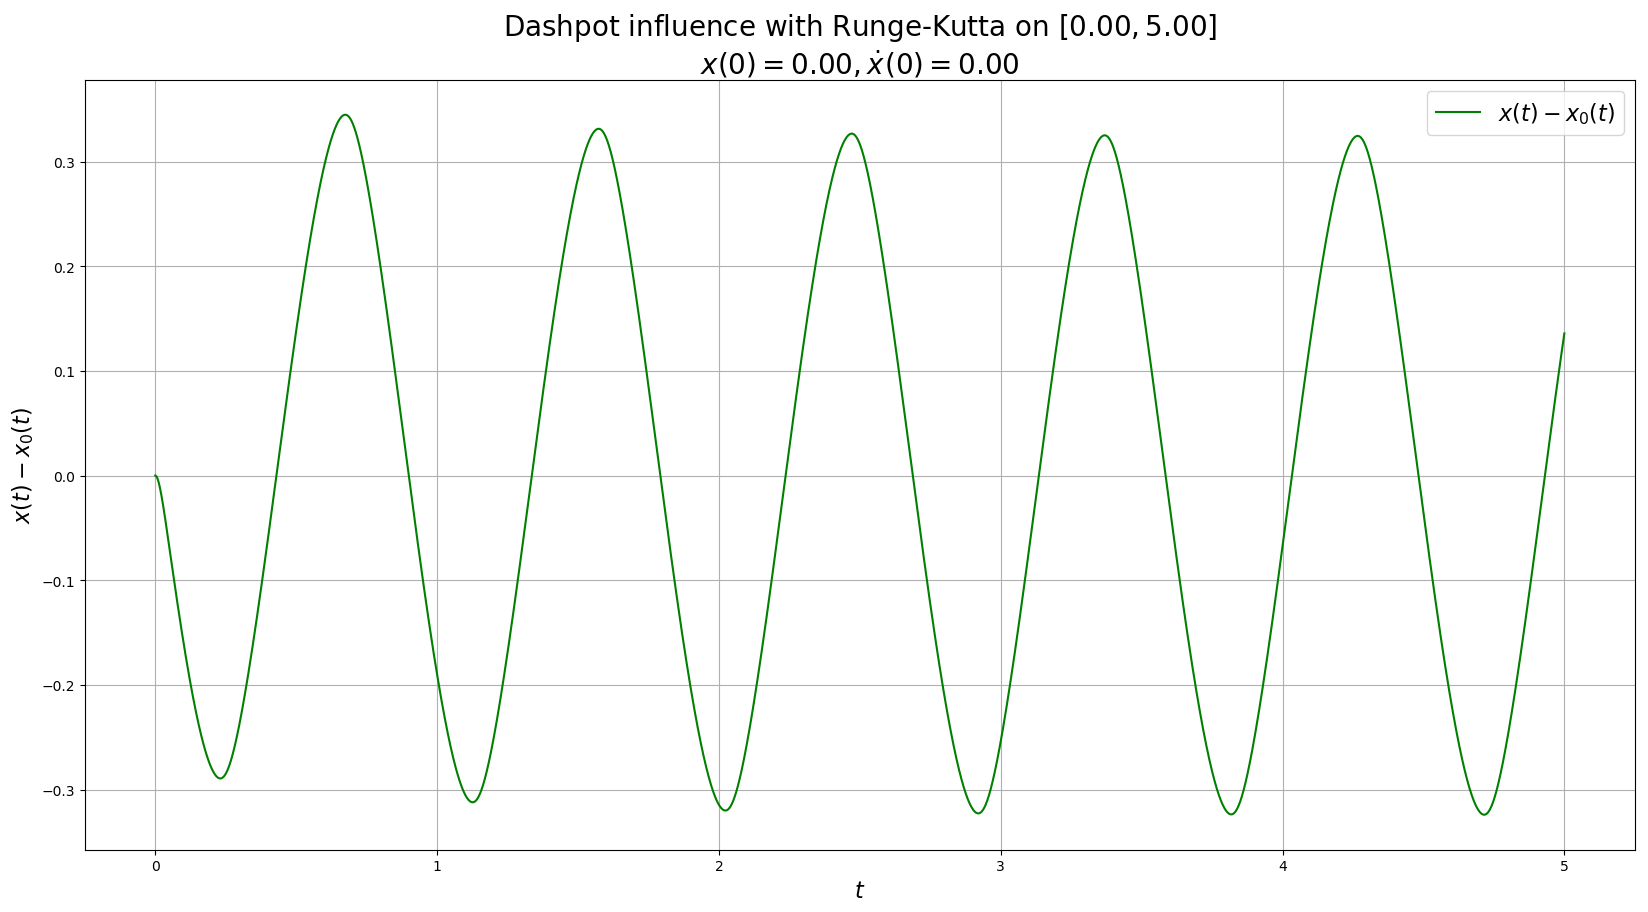 Dashpot influence with Runge-Kutta on [0.00, 5.00]
x(0) = 0.00, ẋ(0) = 0.00
x(t) − x₀(t)
0.3
0.2
0.1
0.0
−0.1
−0.2
−0.3
x(t) − x₀(t)
0 1 2 3 4 5
t